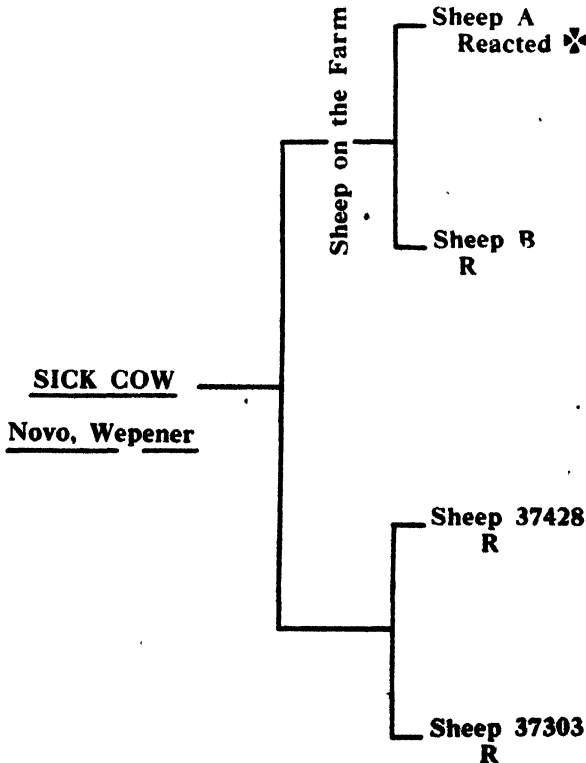 Sheep A
Reacted ✠
Sheep on the Farm
Sheep B
R
SICK COW
Novo, Wepener
Sheep 37428
R
Sheep 37303
R